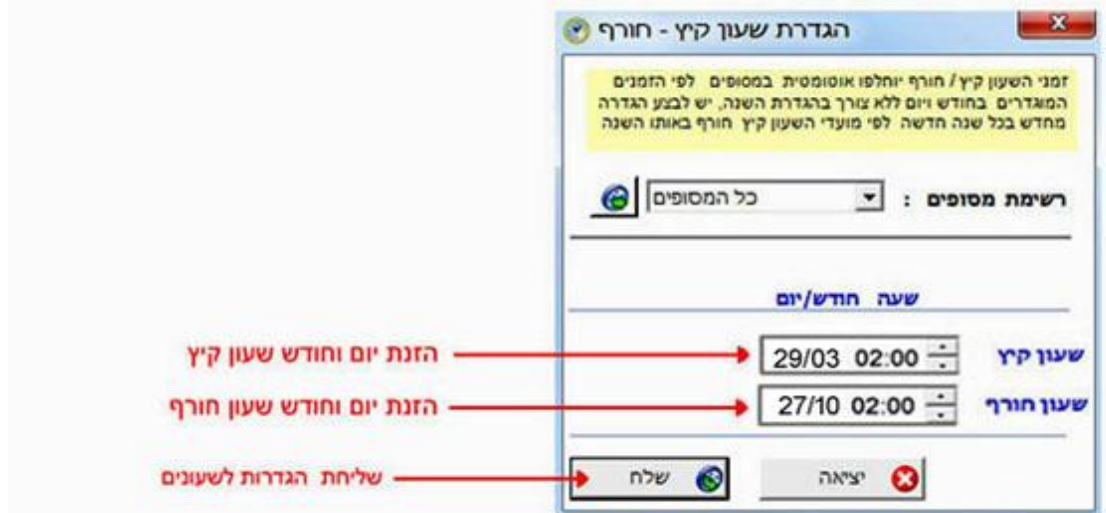 הגדרת שעון קיץ - חורף
זמני השעון קיץ / חורף יוחלפו אוטומטית במסופים לפי הזמנים
המוגדרים בחודש ויום ללא צורך בהגדרת השנה, יש לבצע הגדרה
מחדש בכל שנה חדשה לפי מועדי השעון קיץ חורף באותו השנה
רשימת מסופים : כל המסופים
שעה חודש/יום
שעון קיץ 29/03 02:00 הזנת יום וחודש שעון קיץ
שעון חורף 27/10 02:00 הזנת יום וחודש שעון חורף
יציאה שלח שליחת הגדרות לשעונים